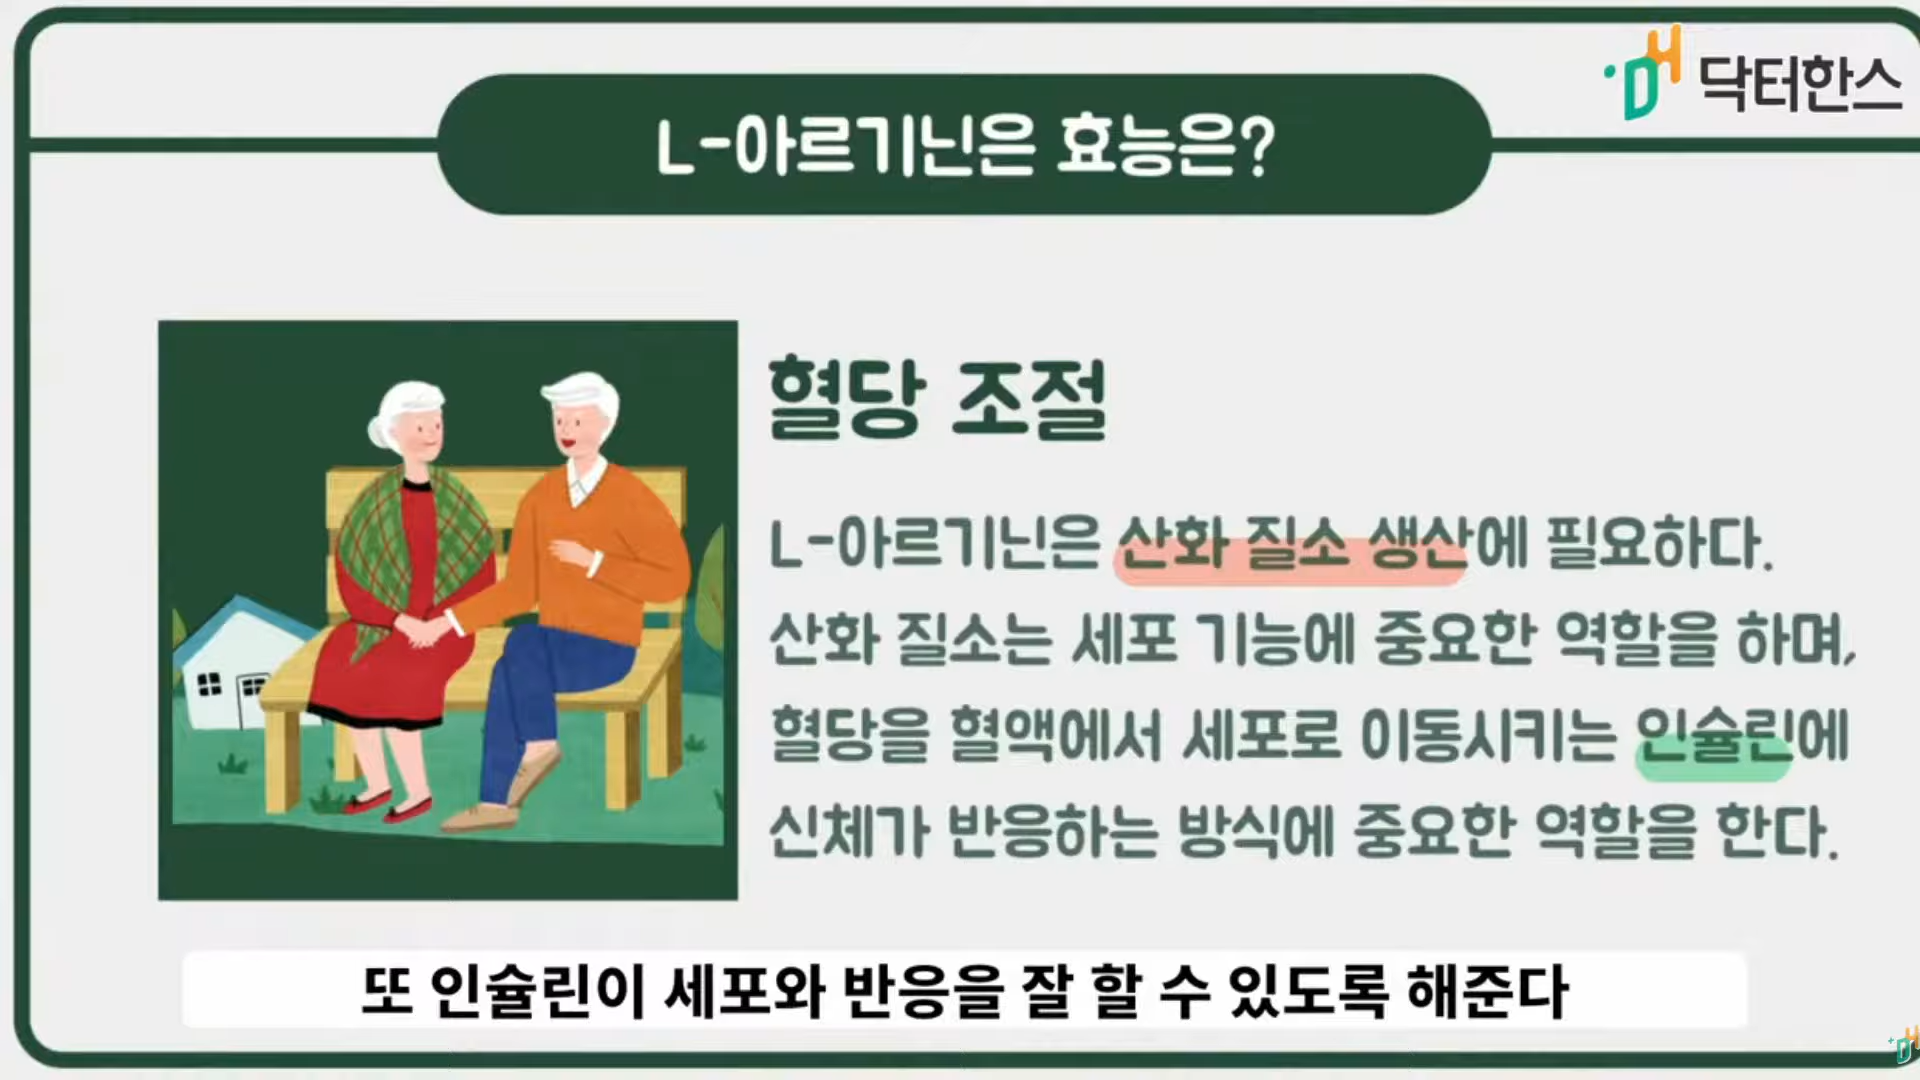 닥터한스
L-아르기닌은 효능은?
혈당 조절
L-아르기닌은 산화 질소 생산에 필요하다.
산화 질소는 세포 기능에 중요한 역할을 하며,
혈당을 혈액에서 세포로 이동시키는 인슐린에
신체가 반응하는 방식에 중요한 역할을 한다.
또 인슐린이 세포와 반응을 잘 할 수 있도록 해준다